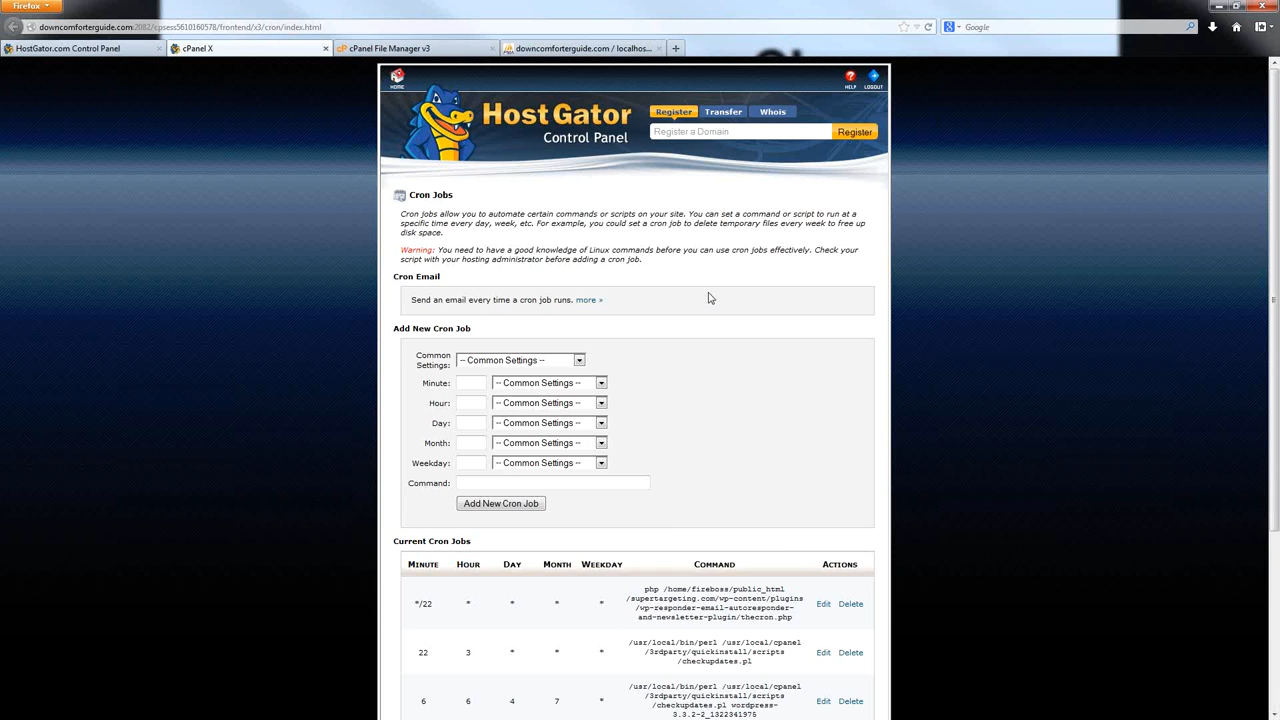 Firefox
downcomforterguide.com:2082/cpsess5610160578/frontend/x3/cron/index.html
Google
HostGator.com Control Panel
cPanel X
cPanel File Manager v3
downcomforterguide.com / localhos...
HOME
HELP
LOGOUT
HostGator
Control Panel
Register
Transfer
Whois
Register a Domain
Register
Cron Jobs
Cron jobs allow you to automate certain commands or scripts on your site. You can set a command or script to run at a
specific time every day, week, etc. For example, you could set a cron job to delete temporary files every week to free up
disk space.
Warning: You need to have a good knowledge of Linux commands before you can use cron jobs effectively. Check your
script with your hosting administrator before adding a cron job.
Cron Email
Send an email every time a cron job runs. more »
Add New Cron Job
Common
Settings:
-- Common Settings --
Minute:
-- Common Settings --
Hour:
-- Common Settings --
Day:
-- Common Settings --
Month:
-- Common Settings --
Weekday:
-- Common Settings --
Command:
Add New Cron Job
Current Cron Jobs
MINUTE HOUR DAY MONTH WEEKDAY COMMAND ACTIONS
php /home/fireboss/public_html
/supertargeting.com/wp-content/plugins
*/22 * * * * /wp-responder-email-autoresponder- Edit Delete
and-newsletter-plugin/thecron.php
/usr/local/bin/perl /usr/local/cpanel
22 3 * * * /3rdparty/quickinstall/scripts Edit Delete
/checkupdates.pl
/usr/local/bin/perl /usr/local/cpanel
/3rdparty/quickinstall/scripts
6 6 4 7 * /checkupdates.pl wordpress- Edit Delete
3.3.2-2_1322341975